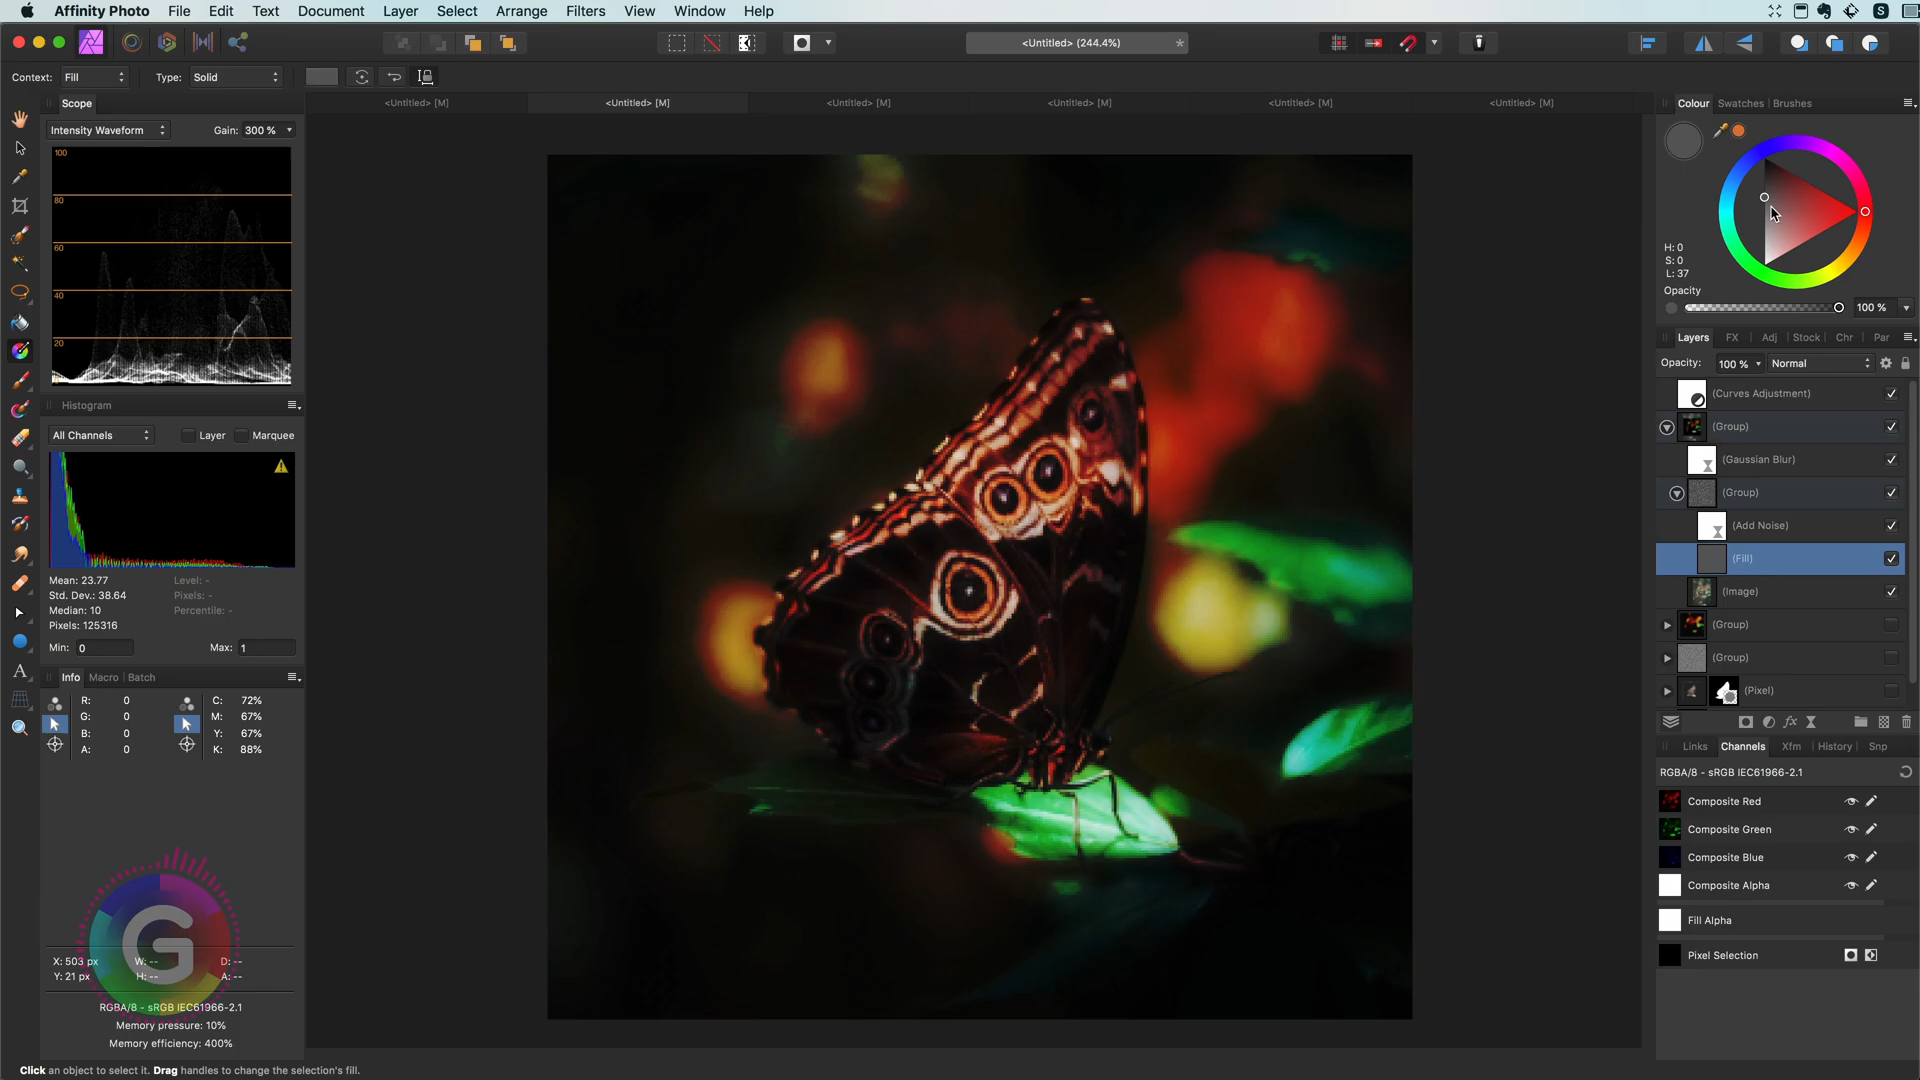 Affinity Photo File Edit Text Document Layer Select Arrange Filters View Window Help
<Untitled> (244.4%)
Context: Fill Type: Solid
<Untitled> [M] <Untitled> [M] <Untitled> [M] <Untitled> [M] <Untitled> [M] <Untitled> [M]
Scope
Intensity Waveform Gain: 300 %
100
80
60
40
20
Histogram
All Channels Layer Marquee
Mean: 23.77 Level: -
Std. Dev.: 38.64 Pixels: -
Median: 10 Percentile: -
Pixels: 125316
Min: 0 Max: 1
Info Macro Batch
R: 0 C: 72%
G: 0 M: 67%
B: 0 Y: 67%
A: 0 K: 88%
G
X: 503 px W: -- D: --
Y: 21 px H: -- A: --
RGBA/8 - sRGB IEC61966-2.1
Memory pressure: 10%
Memory efficiency: 400%
Click an object to select it. Drag handles to change the selection's fill.
Colour Swatches Brushes
H: 0
S: 0
L: 37
Opacity
100 %
Layers FX Adj Stock Chr Par
Opacity: 100 % Normal
(Curves Adjustment)
(Group)
(Gaussian Blur)
(Group)
(Add Noise)
(Fill)
(Image)
(Group)
(Group)
(Pixel)
Links Channels Xfm History Snp
RGBA/8 - sRGB IEC61966-2.1
Composite Red
Composite Green
Composite Blue
Composite Alpha
Fill Alpha
Pixel Selection